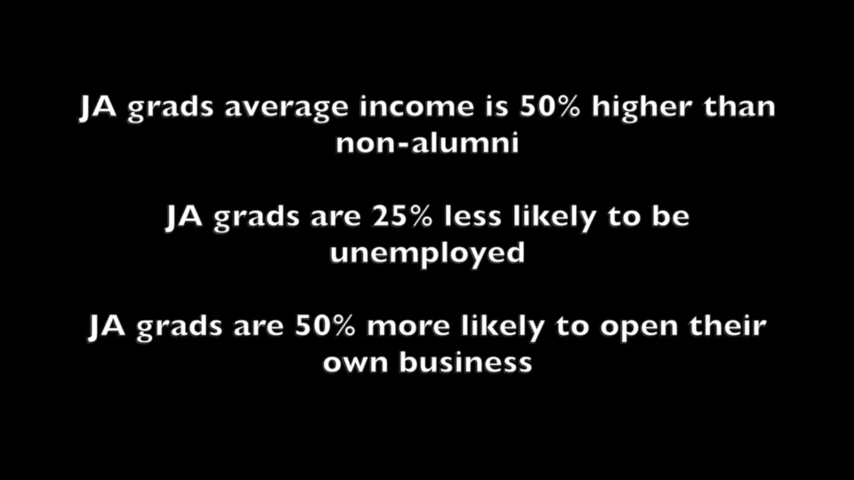 JA grads average income is 50% higher than
non-alumni
JA grads are 25% less likely to be
unemployed
JA grads are 50% more likely to open their
own business